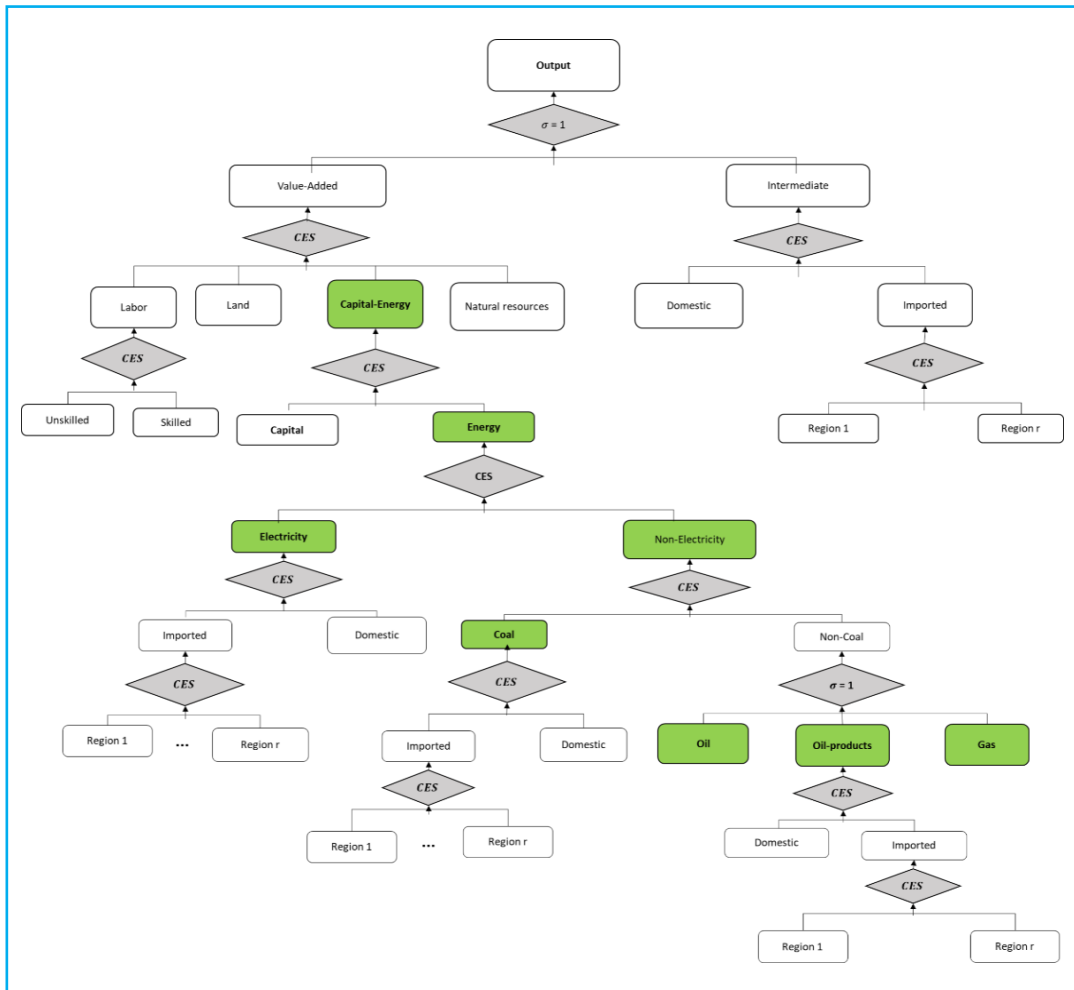 Output
σ = 1
Value-Added
Intermediate
CES
CES
Labor
Land
Capital-Energy
Natural resources
Domestic
Imported
CES
CES
CES
Unskilled
Skilled
Capital
Energy
Region 1
Region r
CES
Electricity
Non-Electricity
CES
CES
Imported
Domestic
Coal
Non-Coal
CES
CES
σ = 1
Region 1
...
Region r
Imported
Domestic
Oil
Oil-products
Gas
CES
CES
Region 1
...
Region r
Domestic
Imported
CES
Region 1
Region r